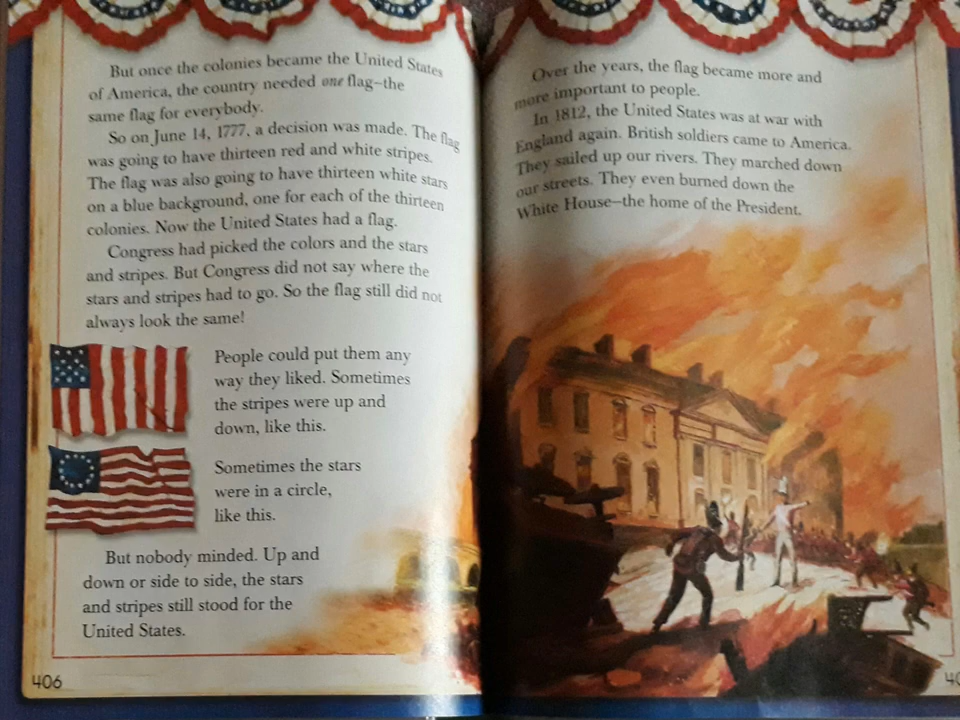 But once the colonies became the United States
of America, the country needed one flag–the
same flag for everybody.
So on June 14, 1777, a decision was made. The flag
was going to have thirteen red and white stripes.
The flag was also going to have thirteen white stars
on a blue background, one for each of the thirteen
colonies. Now the United States had a flag.
Congress had picked the colors and the stars
and stripes. But Congress did not say where the
stars and stripes had to go. So the flag still did not
always look the same!
People could put them any
way they liked. Sometimes
the stripes were up and
down, like this.
Sometimes the stars
were in a circle,
like this.
But nobody minded. Up and
down or side to side, the stars
and stripes still stood for the
United States.
406
Over the years, the flag became more and
more important to people.
In 1812, the United States was at war with
England again. British soldiers came to America.
They sailed up our rivers. They marched down
our streets. They even burned down the
White House—the home of the President.